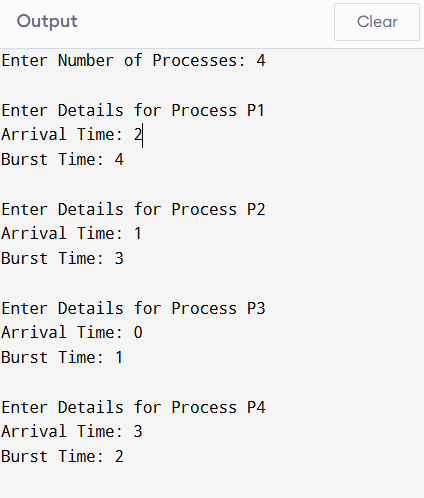 Output
Clear
Enter Number of Processes: 4
Enter Details for Process P1
Arrival Time: 2
Burst Time: 4
Enter Details for Process P2
Arrival Time: 1
Burst Time: 3
Enter Details for Process P3
Arrival Time: 0
Burst Time: 1
Enter Details for Process P4
Arrival Time: 3
Burst Time: 2